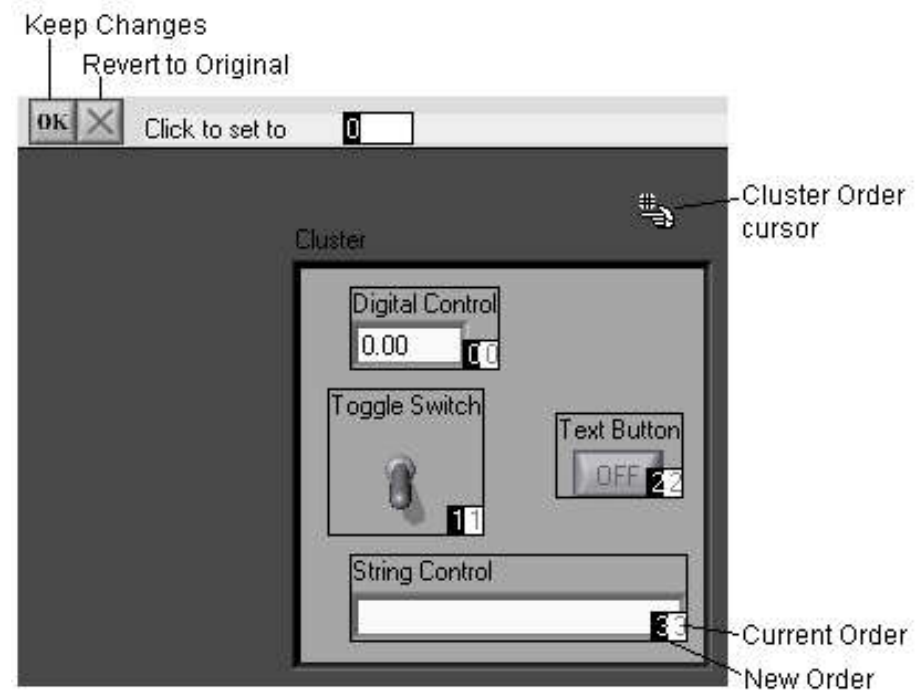 Keep Changes
Revert to Original
OK
Click to set to 0
Cluster Order
cursor
Cluster
Digital Control
0.00
0 0
Toggle Switch
Text Button
OFF
2 2
1 1
String Control
3 3
Current Order
New Order